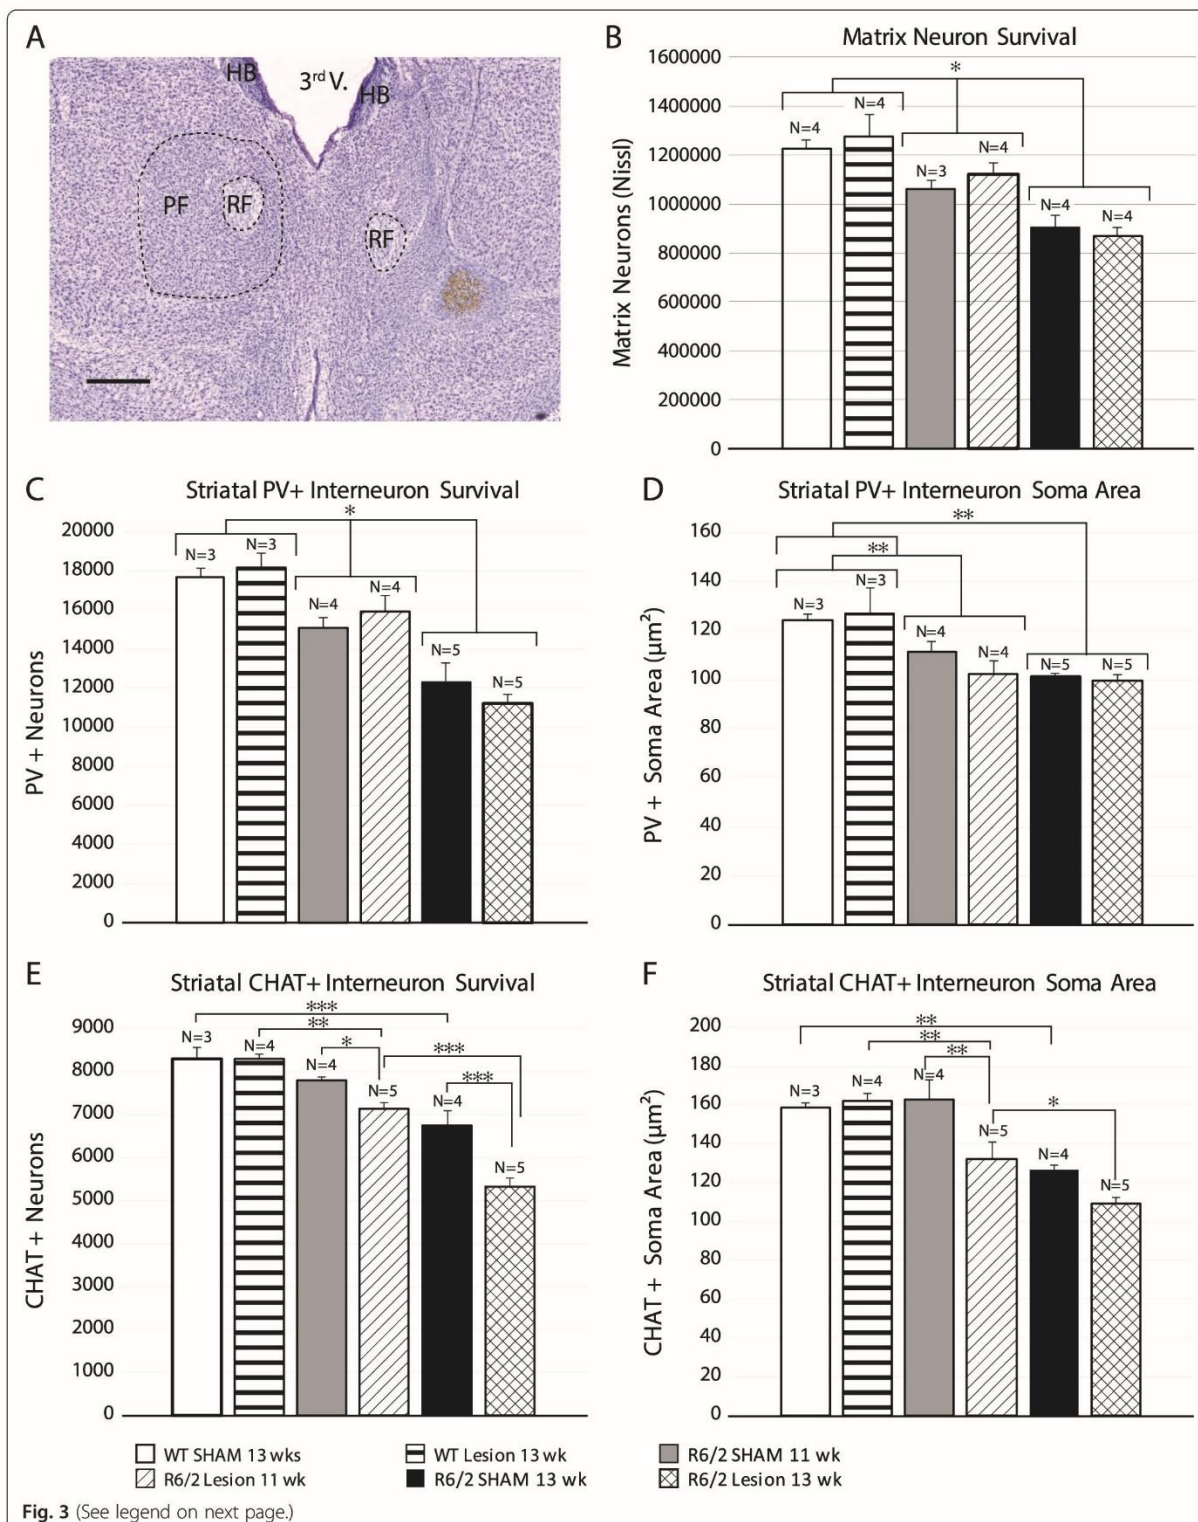 A
HB
3rd V.
HB
PF
RF
RF
B
Matrix Neuron Survival
Matrix Neurons (Nissl)
1600000
1400000
1200000
1000000
800000
600000
400000
200000
0
*
N=4
N=4
N=3
N=4
N=4
N=4
C
Striatal PV+ Interneuron Survival
PV + Neurons
20000
18000
16000
14000
12000
10000
8000
6000
4000
2000
0
*
N=3
N=3
N=4
N=4
N=5
N=5
D
Striatal PV+ Interneuron Soma Area
PV + Soma Area (µm²)
160
140
120
100
80
60
40
20
0
**
**
N=3
N=3
N=4
N=4
N=5
N=5
E
Striatal CHAT+ Interneuron Survival
CHAT + Neurons
9000
8000
7000
6000
5000
4000
3000
2000
1000
0
***
**
*
***
***
N=3
N=4
N=4
N=5
N=4
N=5
F
Striatal CHAT+ Interneuron Soma Area
CHAT + Soma Area (µm²)
200
180
160
140
120
100
80
60
40
20
0
**
**
**
*
N=3
N=4
N=4
N=5
N=4
N=5
WT SHAM 13 wks
WT Lesion 13 wk
R6/2 SHAM 11 wk
R6/2 Lesion 11 wk
R6/2 SHAM 13 wk
R6/2 Lesion 13 wk
Fig. 3 (See legend on next page.)